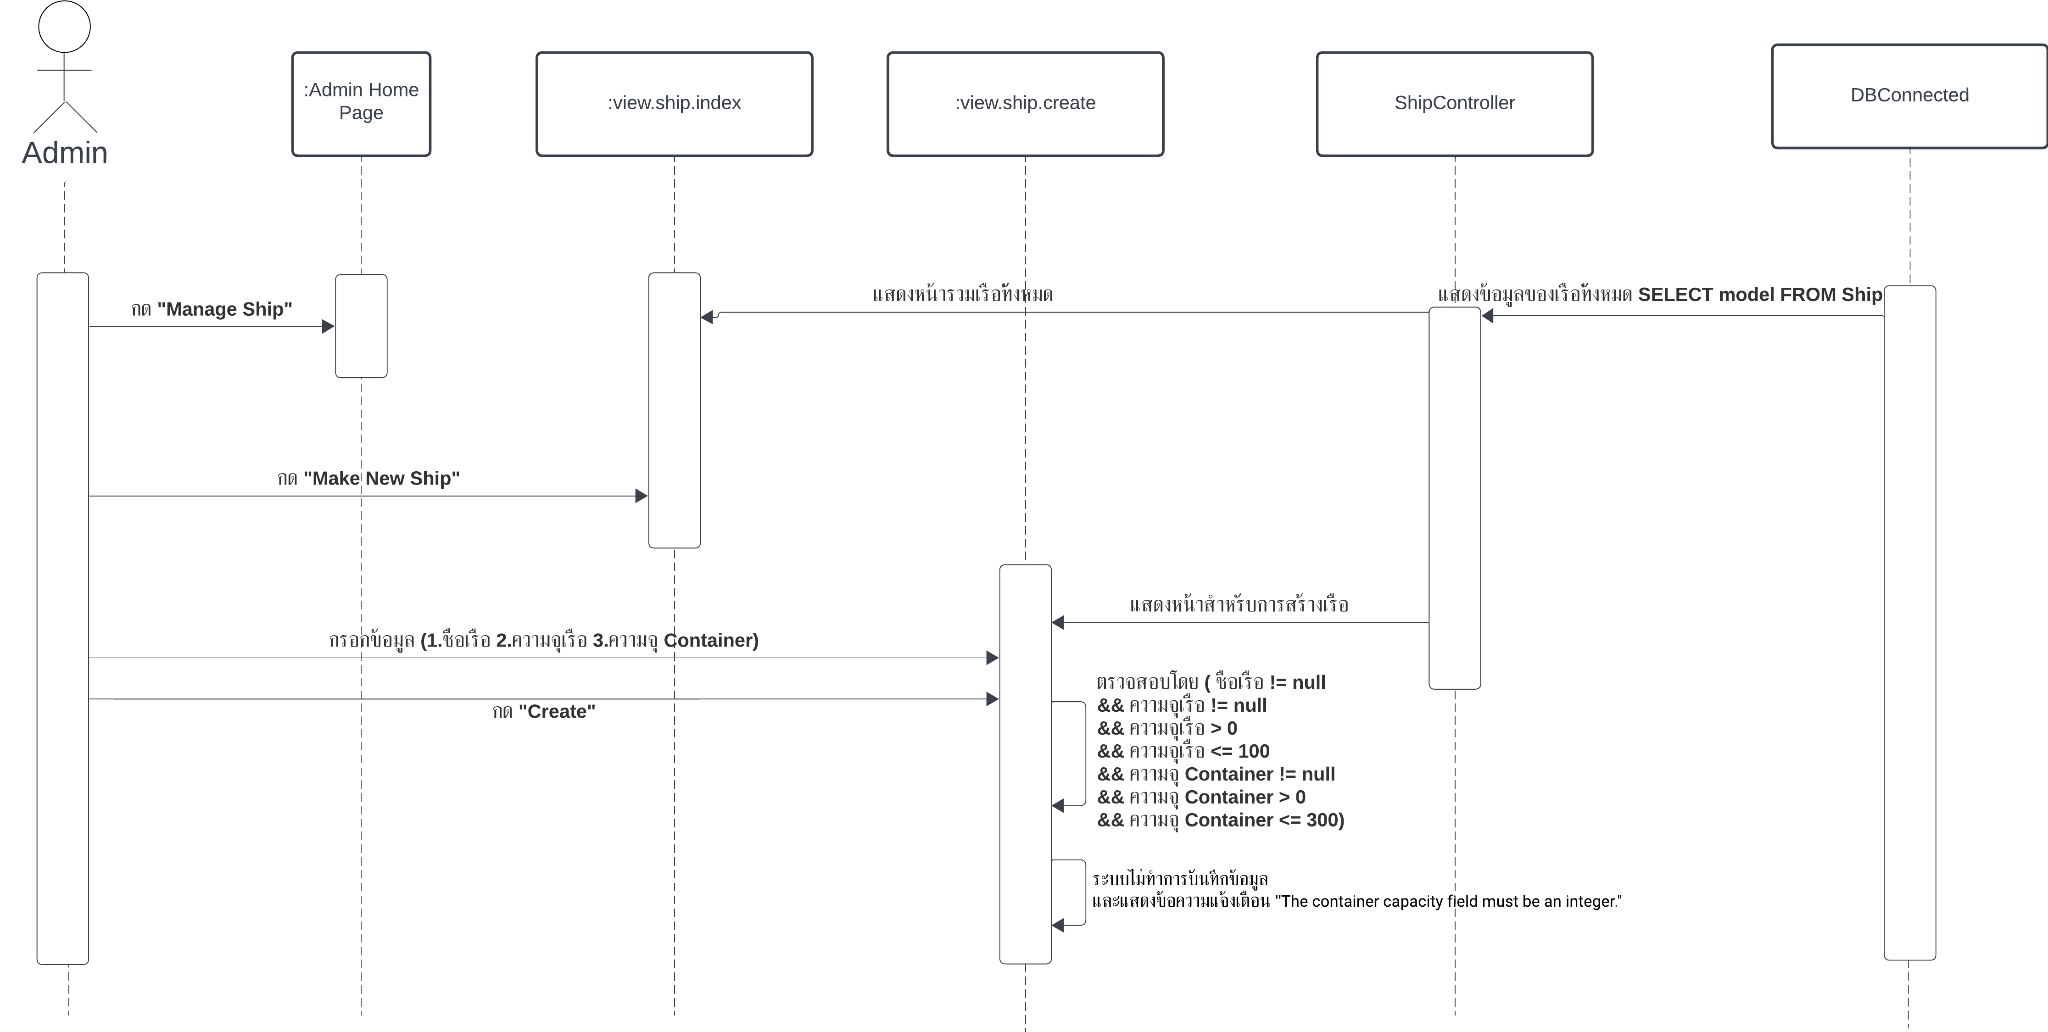 Admin
:Admin Home
Page
:view.ship.index
:view.ship.create
ShipController
DBConnected
กด "Manage Ship"
แสดงหน้ารวมเรือทั้งหมด
แสดงข้อมูลของเรือทั้งหมด SELECT model FROM Ship
กด "Make New Ship"
แสดงหน้าสำหรับการสร้างเรือ
กรอกข้อมูล (1.ชื่อเรือ 2.ความจุเรือ 3.ความจุ Container)
กด "Create"
ตรวจสอบโดย ( ชื่อเรือ != null
&& ความจุเรือ != null
&& ความจุเรือ > 0
&& ความจุเรือ <= 100
&& ความจุ Container != null
&& ความจุ Container > 0
&& ความจุ Container <= 300)
ระบบไม่ทำการบันทึกข้อมูล
และแสดงข้อความแจ้งเตือน "The container capacity field must be an integer."